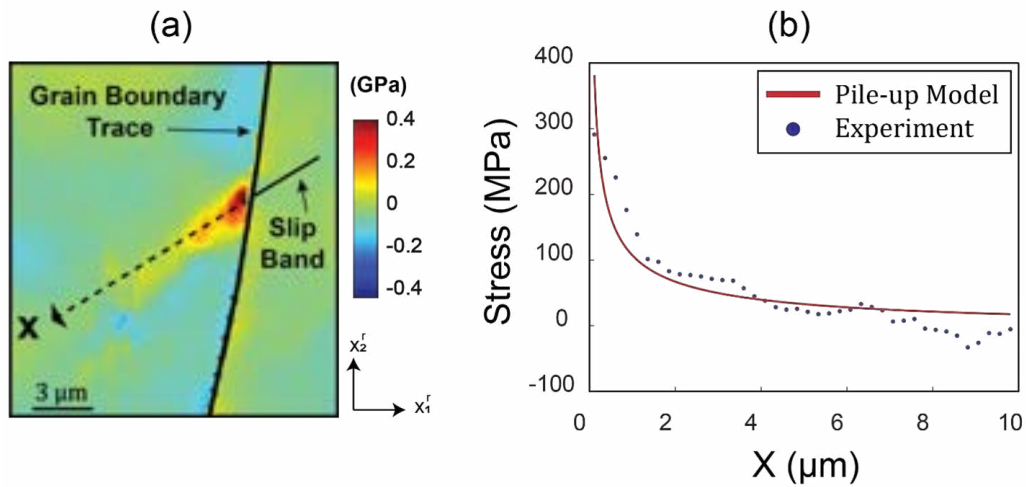 (a)
Grain Boundary
Trace
Slip
Band
X
3 µm
(GPa)
0.4
0.2
0
-0.2
-0.4
x₂ʳ
x₁ʳ
(b)
Stress (MPa)
400
300
200
100
0
-100
Pile-up Model
Experiment
0 2 4 6 8 10
X (µm)